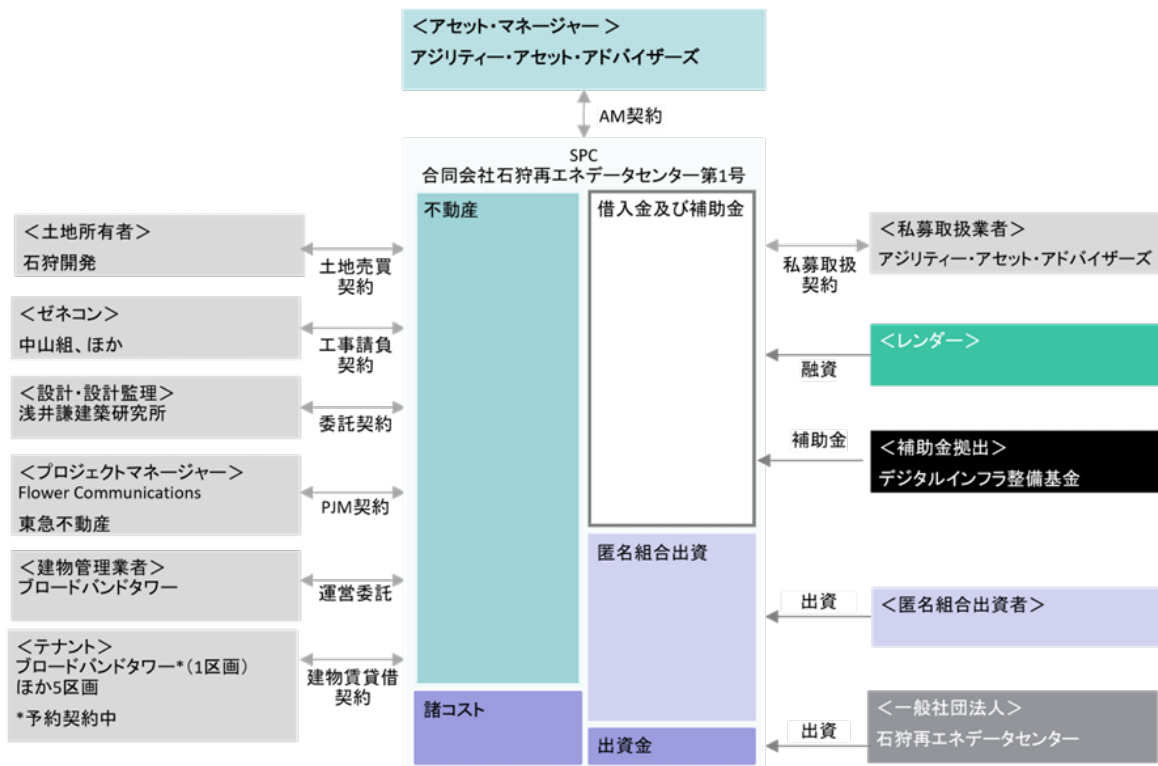 ＜アセット・マネージャー ＞
アジリティー・アセット・アドバイザーズ
AM契約
SPC
合同会社石狩再エネデータセンター第1号
不動産
諸コスト
借入金及び補助金
匿名組合出資
出資金
＜土地所有者＞
石狩開発
土地売買
契約
＜ゼネコン＞
中山組、ほか
工事請負
契約
＜設計・設計監理＞
浅井謙建築研究所
委託契約
＜プロジェクトマネージャー＞
Flower Communications
東急不動産
PJM契約
＜建物管理業者＞
ブロードバンドタワー
運営委託
＜テナント＞
ブロードバンドタワー*（1区画）
ほか5区画
*予約契約中
建物賃貸借
契約
＜私募取扱業者＞
アジリティー・アセット・アドバイザーズ
私募取扱
契約
＜レンダー＞
融資
＜補助金拠出＞
デジタルインフラ整備基金
補助金
＜匿名組合出資者＞
出資
＜一般社団法人＞
石狩再エネデータセンター
出資